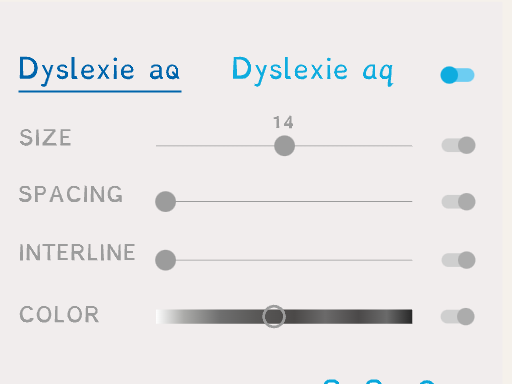 Dyslexie aq Dyslexie aq
14
SIZE
SPACING
INTERLINE
COLOR